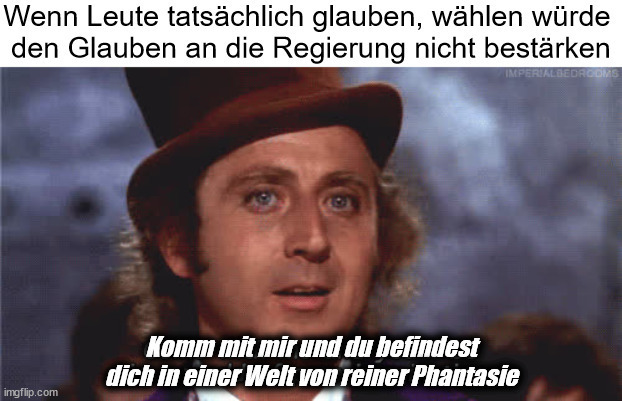 Wenn Leute tatsächlich glauben, wählen würde
den Glauben an die Regierung nicht bestärken
IMPERIALBEDROOMS
Komm mit mir und du befindest
dich in einer Welt von reiner Phantasie
imgflip.com